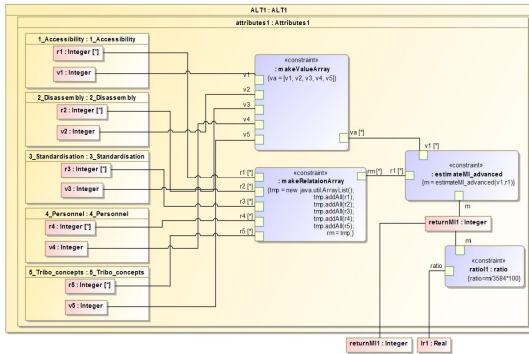 ALT1 : ALT1
attributes1 : Attributes1
1_Accessibility : 1_Accessibility
r1 : Integer [*]
v1 : Integer
2_Disassembly : 2_Disassembly
r2 : Integer [*]
v2 : Integer
3_Standardisation : 3_Standardisation
r3 : Integer [*]
v3 : Integer
4_Personnel : 4_Personnel
r4 : Integer [*]
v4 : Integer
5_Tribo_concepts : 5_Tribo_concepts
r5 : Integer [*]
v5 : Integer
«constraint»
: makeValueArray
{va = [v1, v2, v3, v4, v5]}
v1
v2
v3
v4
v5
va [*]
«constraint»
: makeRelataionArray
{tmp = new java.util.ArrayList();
tmp.addAll(r1);
tmp.addAll(r2);
tmp.addAll(r3);
tmp.addAll(r4);
tmp.addAll(r5);
rm = tmp;}
r1 [*]
r2 [*]
r3 [*]
r4 [*]
r5 [*]
rm [*]
v1 [*]
r1 [*]
«constraint»
: estimateMI_advanced
{m = estimateMI_advanced(v1,r1)}
m
returnMI1 : Integer
m
«constraint»
ratioI1 : ratio
{ratio=m/3584*100}
ratio
returnMI1 : Integer
Ir1 : Real